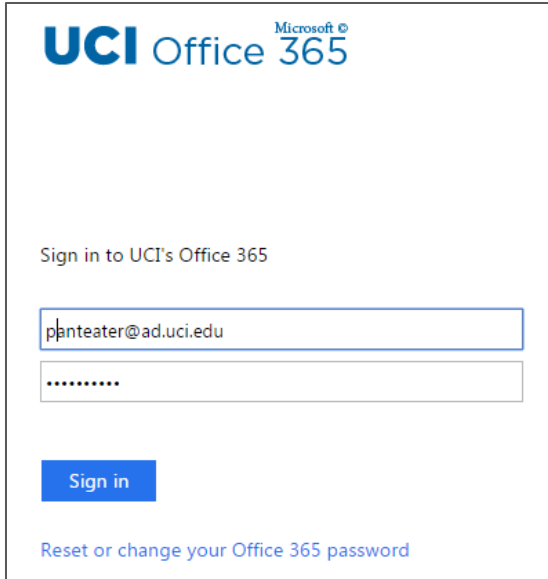 Microsoft ©
UCI Office 365
Sign in to UCI's Office 365
panteater@ad.uci.edu
••••••••••
Sign in
Reset or change your Office 365 password